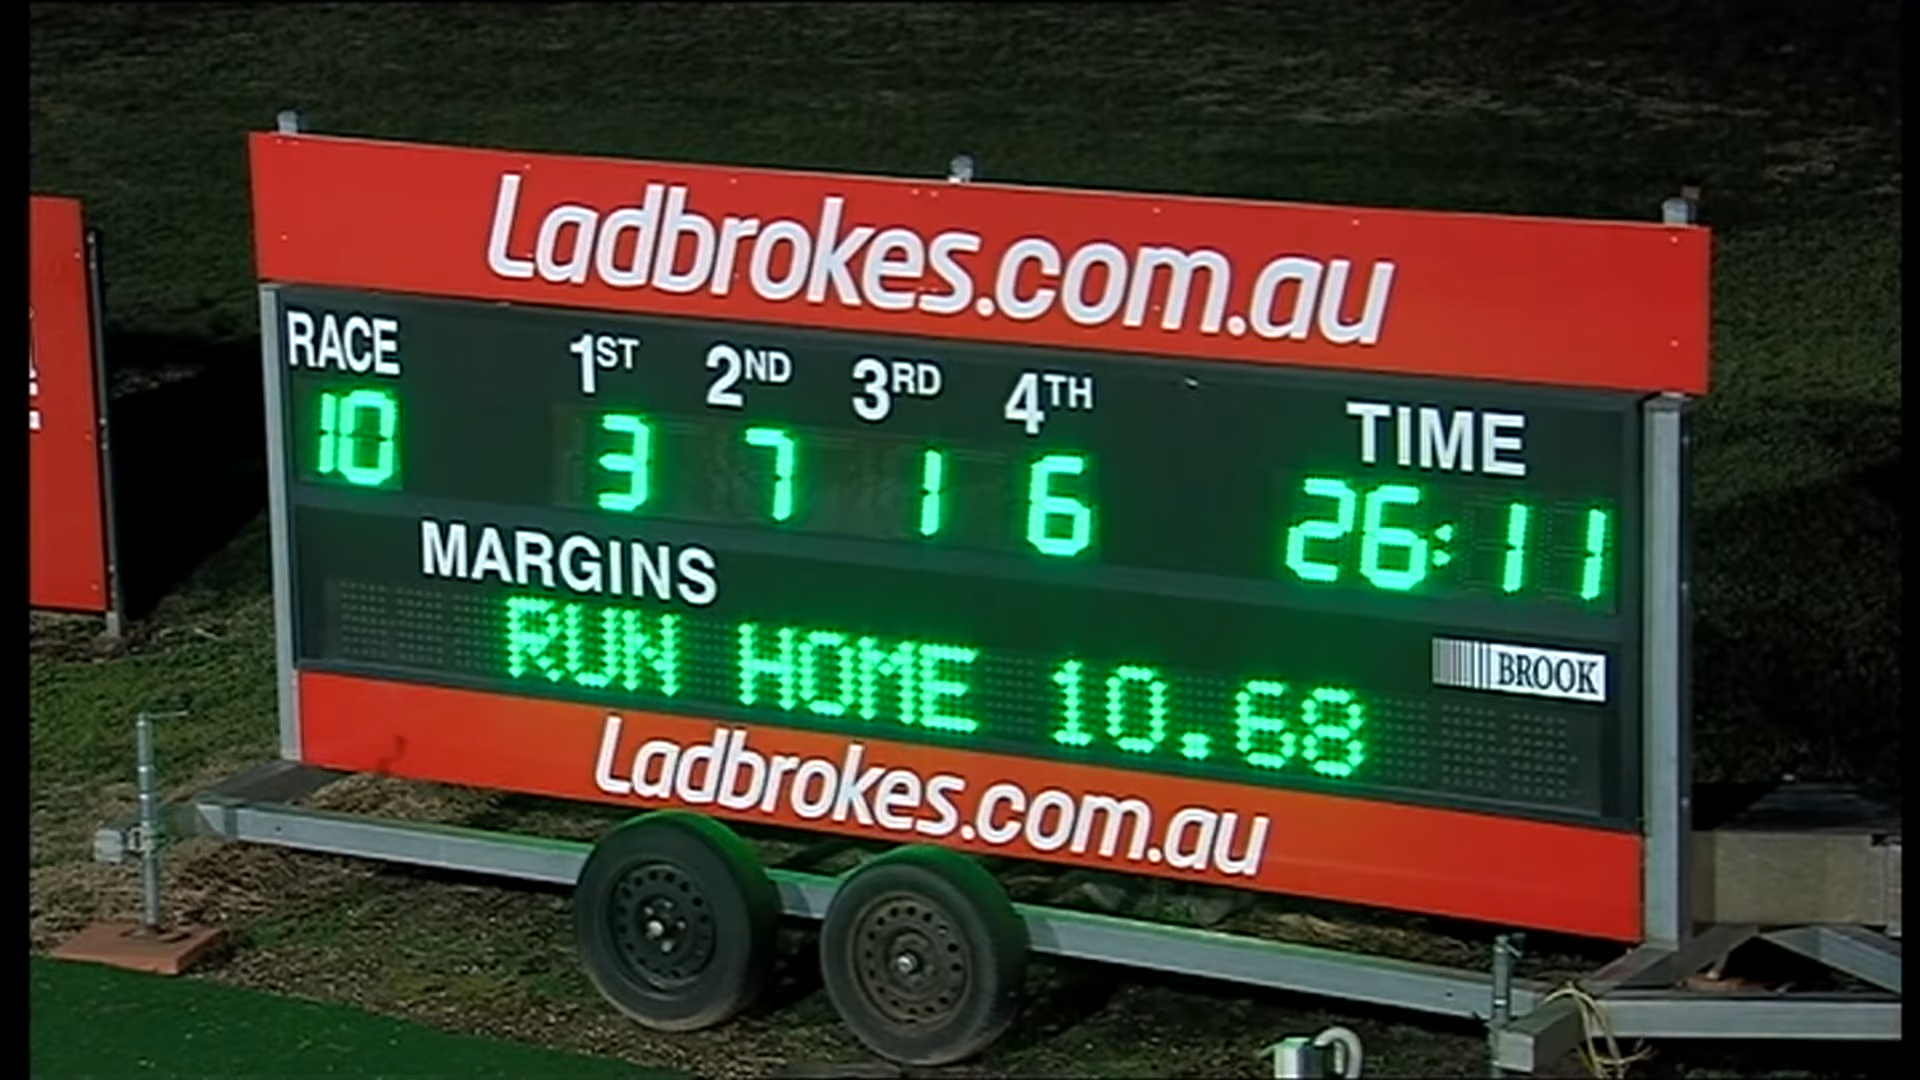 Ladbrokes.com.au
RACE 1ST 2ND 3RD 4TH TIME
10 3 7 1 6 26:11
MARGINS
RUN HOME 10.68
BROOK
Ladbrokes.com.au